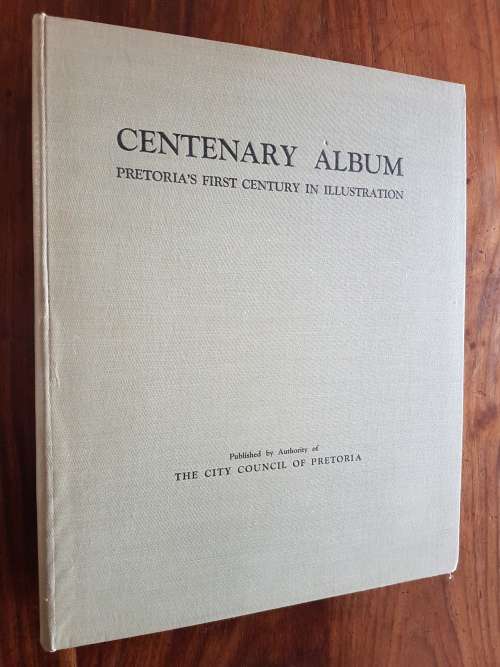 CENTENARY ALBUM
PRETORIA'S FIRST CENTURY IN ILLUSTRATION
Published by Authority of
THE CITY COUNCIL OF PRETORIA